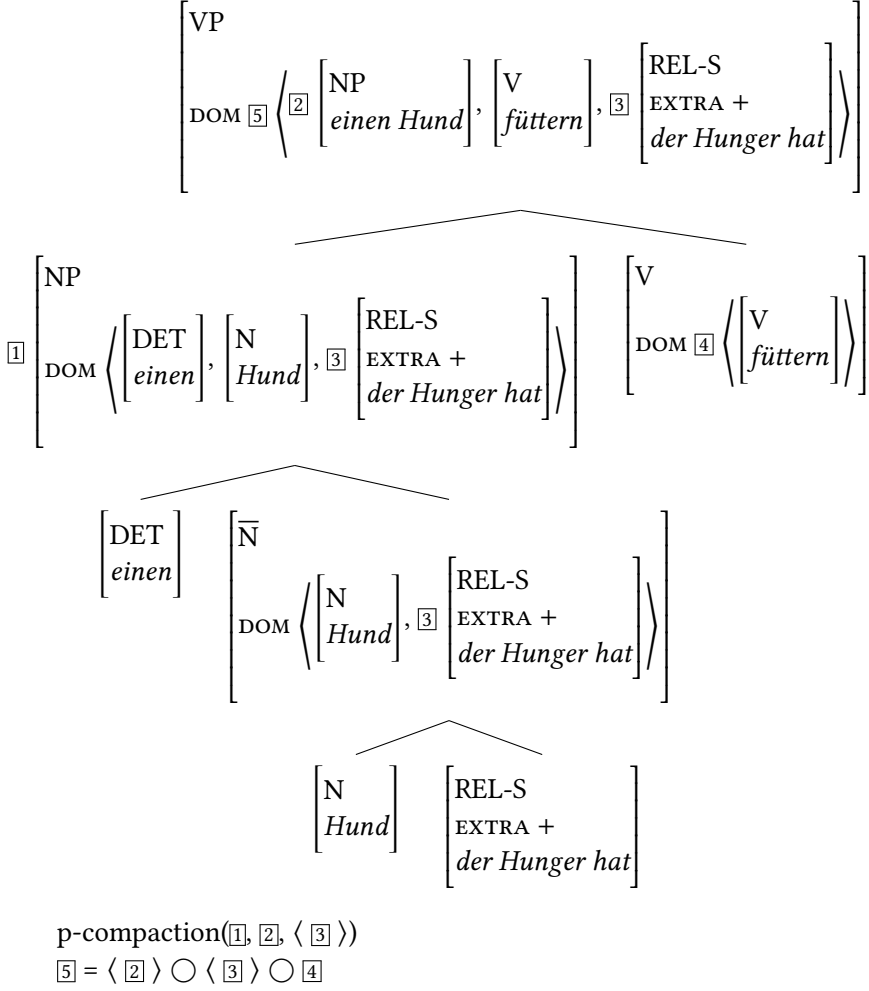 VP
DOM [5] ⟨ [2] [NP einen Hund], [V füttern], [3] [REL-S EXTRA + der Hunger hat] ⟩
[1] NP
DOM ⟨ [DET einen], [N Hund], [3] [REL-S EXTRA + der Hunger hat] ⟩
V
DOM [4] ⟨ [V füttern] ⟩
DET
einen
N̅
DOM ⟨ [N Hund], [3] [REL-S EXTRA + der Hunger hat] ⟩
N
Hund
REL-S
EXTRA +
der Hunger hat
p-compaction([1], [2], ⟨ [3] ⟩)
[5] = ⟨ [2] ⟩ ◯ ⟨ [3] ⟩ ◯ [4]